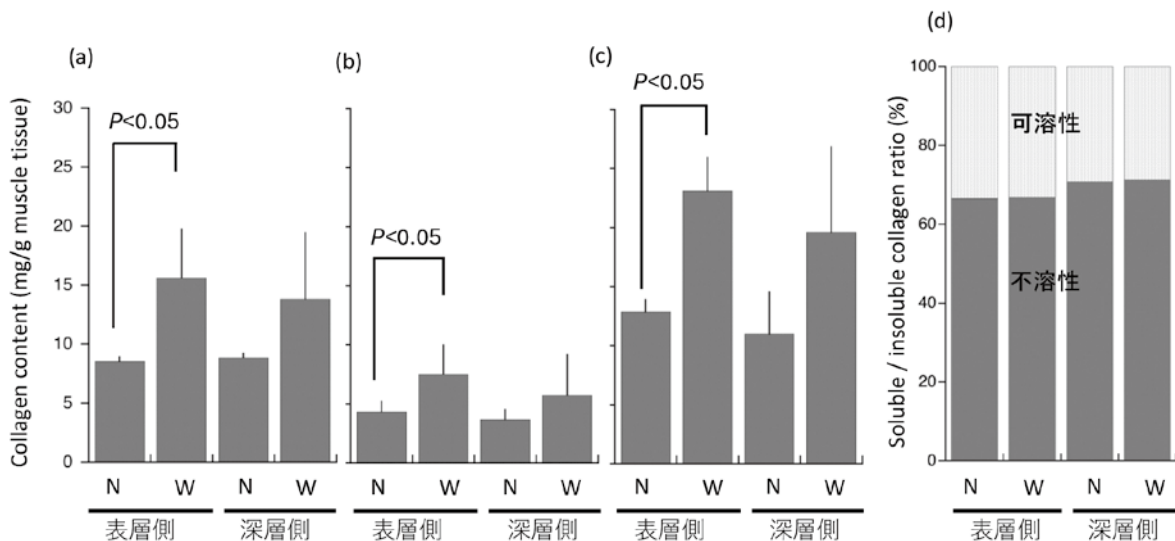 (a)
(b)
(c)
(d)
Collagen content (mg/g muscle tissue)
30
25
20
15
10
5
0
P<0.05
P<0.05
P<0.05
N W N W
表層側 深層側
N W N W
表層側 深層側
N W N W
表層側 深層側
Soluble / insoluble collagen ratio (%)
100
80
60
40
20
0
可溶性
不溶性
N W N W
表層側 深層側